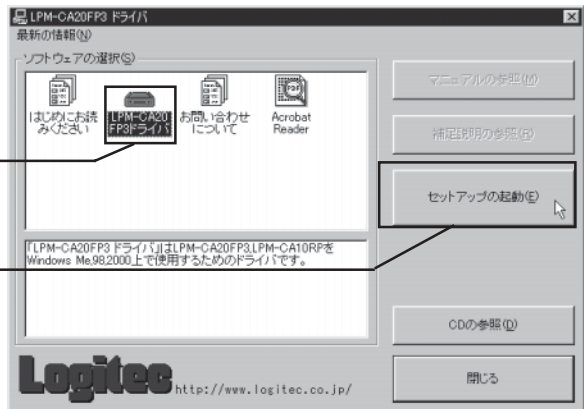 LPM-CA20FP3 ドライバ
最新の情報(N)
ソフトウェアの選択(S)
はじめにお読
みください
LPM-CA20
FP3ドライバ
お問い合わせ
について
Acrobat
Reader
マニュアルの参照(M)
補足説明の参照(R)
セットアップの起動(E)
「LPM-CA20FP3 ドライバ」はLPM-CA20FP3,LPM-CA10RPを
Windows Me,98,2000上で使用するためのドライバです。
CDの参照(D)
閉じる
Logitec
http://www.logitec.co.jp/